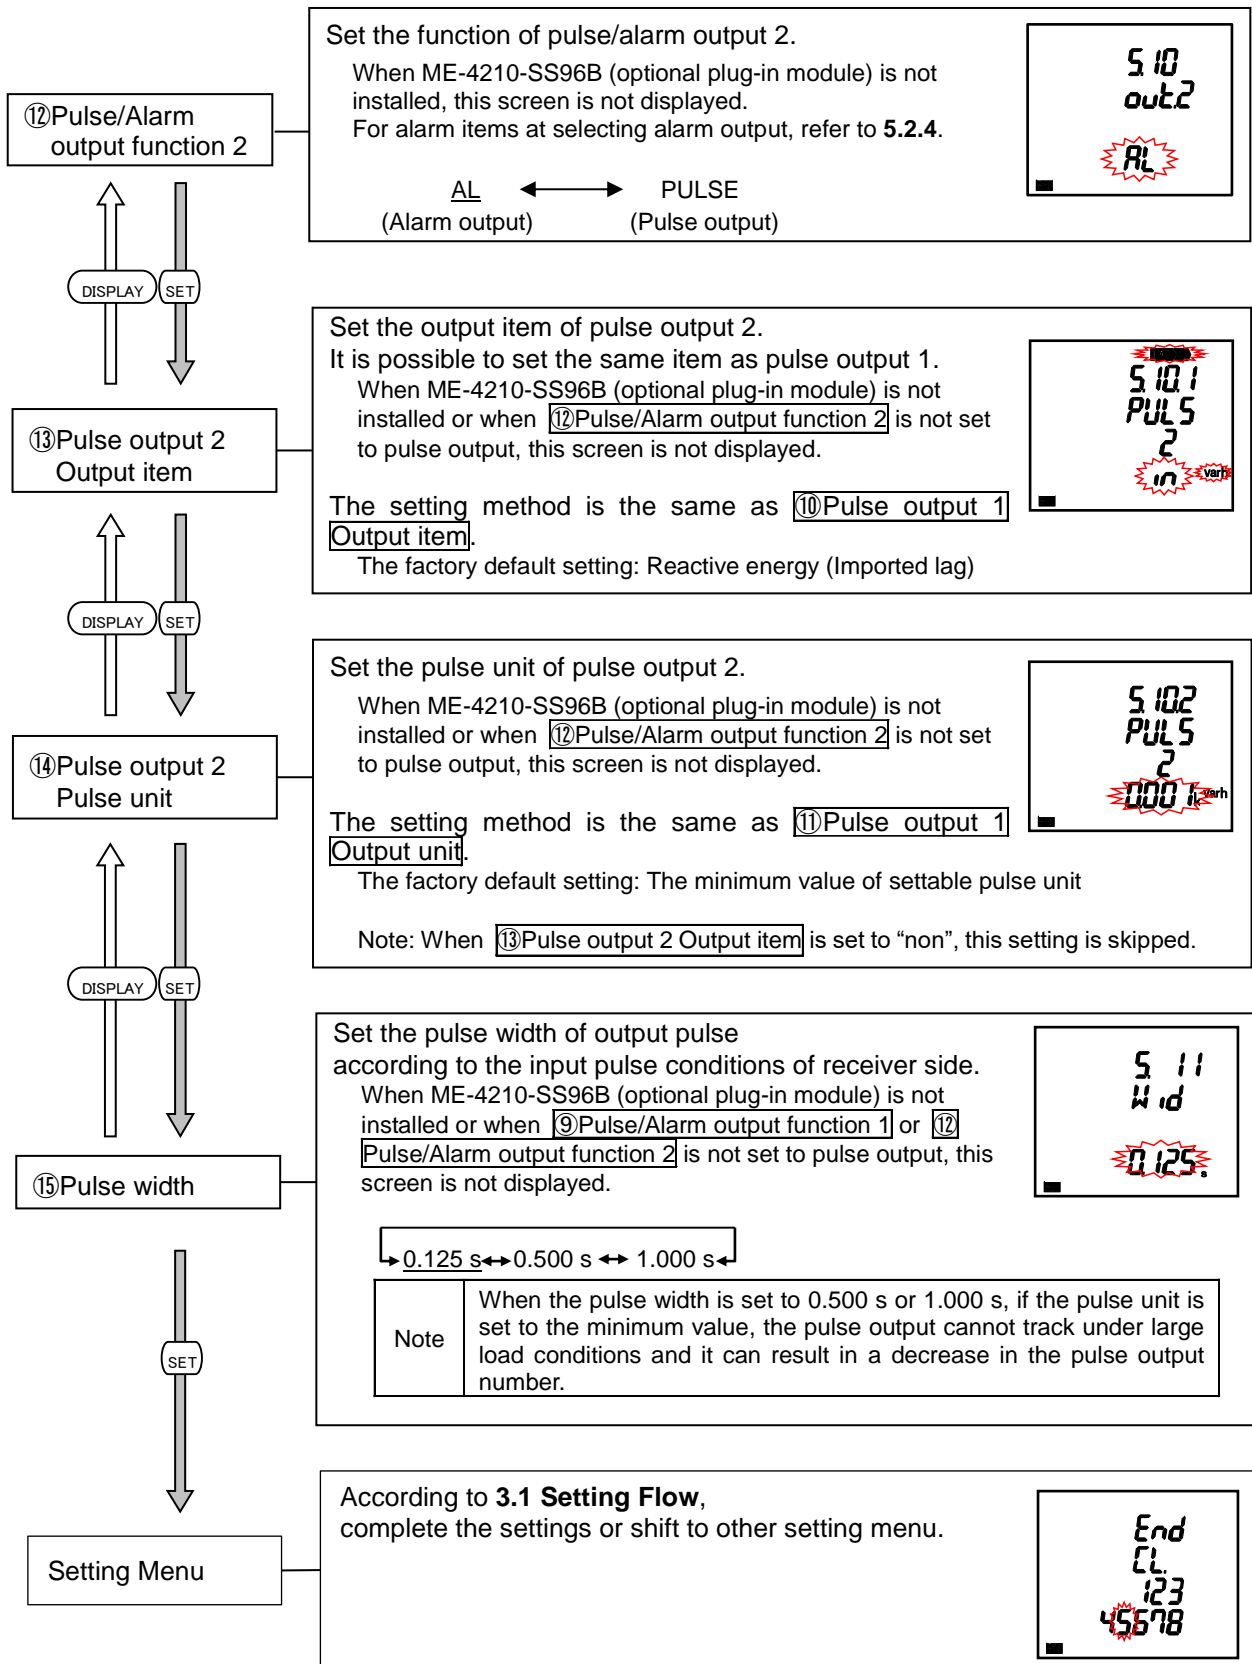 Set the function of pulse/alarm output 2.
When ME-4210-SS96B (optional plug-in module) is not
installed, this screen is not displayed.
For alarm items at selecting alarm output, refer to 5.2.4.
AL PULSE
(Alarm output) (Pulse output)
5.10
out.2
AL
⑫Pulse/Alarm
output function 2
DISPLAY SET
Set the output item of pulse output 2.
It is possible to set the same item as pulse output 1.
When ME-4210-SS96B (optional plug-in module) is not
installed or when ⑫Pulse/Alarm output function 2 is not set
to pulse output, this screen is not displayed.
The setting method is the same as ⑩Pulse output 1
Output item.
The factory default setting: Reactive energy (Imported lag)
5.10.1
PULS
2
in varh
⑬Pulse output 2
Output item
DISPLAY SET
Set the pulse unit of pulse output 2.
When ME-4210-SS96B (optional plug-in module) is not
installed or when ⑫Pulse/Alarm output function 2 is not set
to pulse output, this screen is not displayed.
The setting method is the same as ⑪Pulse output 1
Output unit.
The factory default setting: The minimum value of settable pulse unit
Note: When ⑬Pulse output 2 Output item is set to “non”, this setting is skipped.
5.10.2
PULS
2
0.001 k varh
⑭Pulse output 2
Pulse unit
DISPLAY SET
Set the pulse width of output pulse
according to the input pulse conditions of receiver side.
When ME-4210-SS96B (optional plug-in module) is not
installed or when ⑨Pulse/Alarm output function 1 or ⑫
Pulse/Alarm output function 2 is not set to pulse output, this
screen is not displayed.
0.125 s 0.500 s 1.000 s
Note
When the pulse width is set to 0.500 s or 1.000 s, if the pulse unit is
set to the minimum value, the pulse output cannot track under large
load conditions and it can result in a decrease in the pulse output
number.
5. 11
Wid
0.125 s
⑮Pulse width
SET
According to 3.1 Setting Flow,
complete the settings or shift to other setting menu.
End
CL.
123
45678
Setting Menu